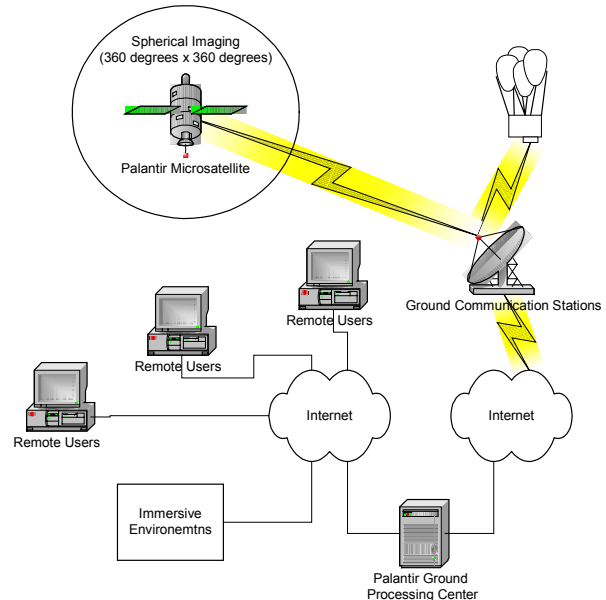 Spherical Imaging
(360 degrees x 360 degrees)
Palantir Microsatellite
Ground Communication Stations
Remote Users
Remote Users
Remote Users
Internet
Internet
Immersive
Environemtns
Palantir Ground
Processing Center